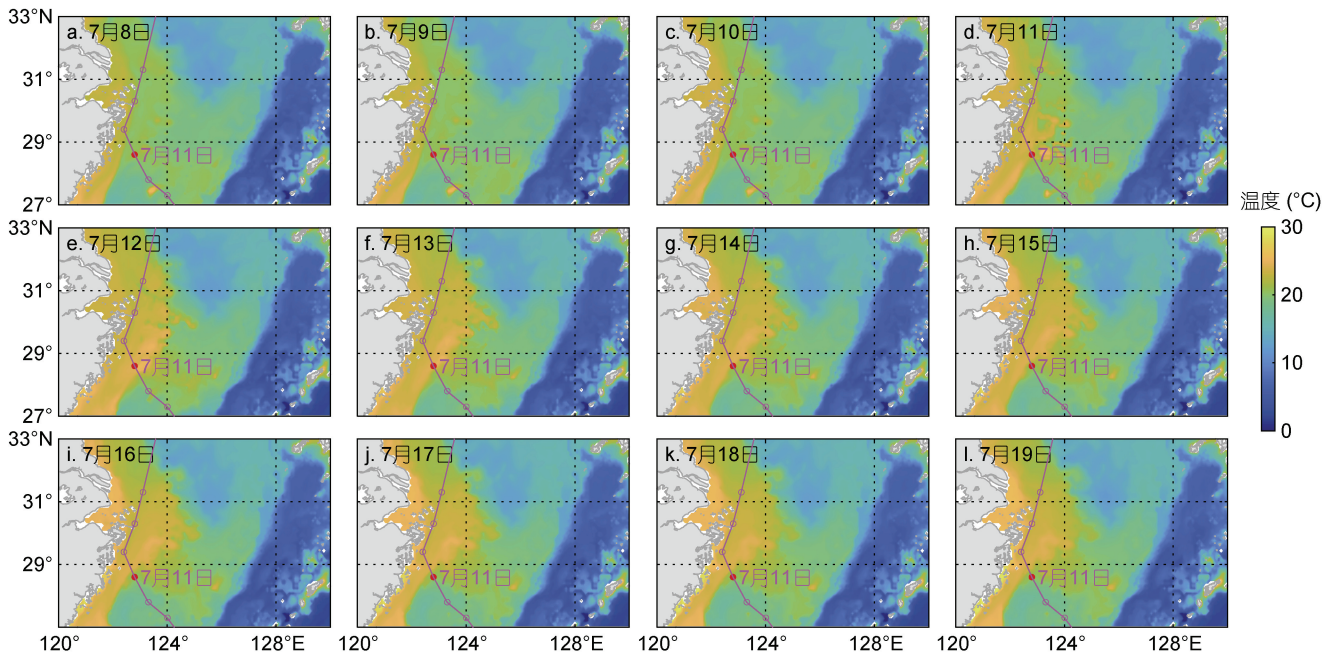 33°N
31°
29°
27°
a. 7月8日
7月11日
b. 7月9日
7月11日
c. 7月10日
7月11日
d. 7月11日
7月11日
温度 (°C)
30
20
10
0
33°N
31°
29°
27°
e. 7月12日
7月11日
f. 7月13日
7月11日
g. 7月14日
7月11日
h. 7月15日
7月11日
33°N
31°
29°
i. 7月16日
7月11日
j. 7月17日
7月11日
k. 7月18日
7月11日
l. 7月19日
7月11日
120° 124° 128°E 120° 124° 128°E 120° 124° 128°E 120° 124° 128°E